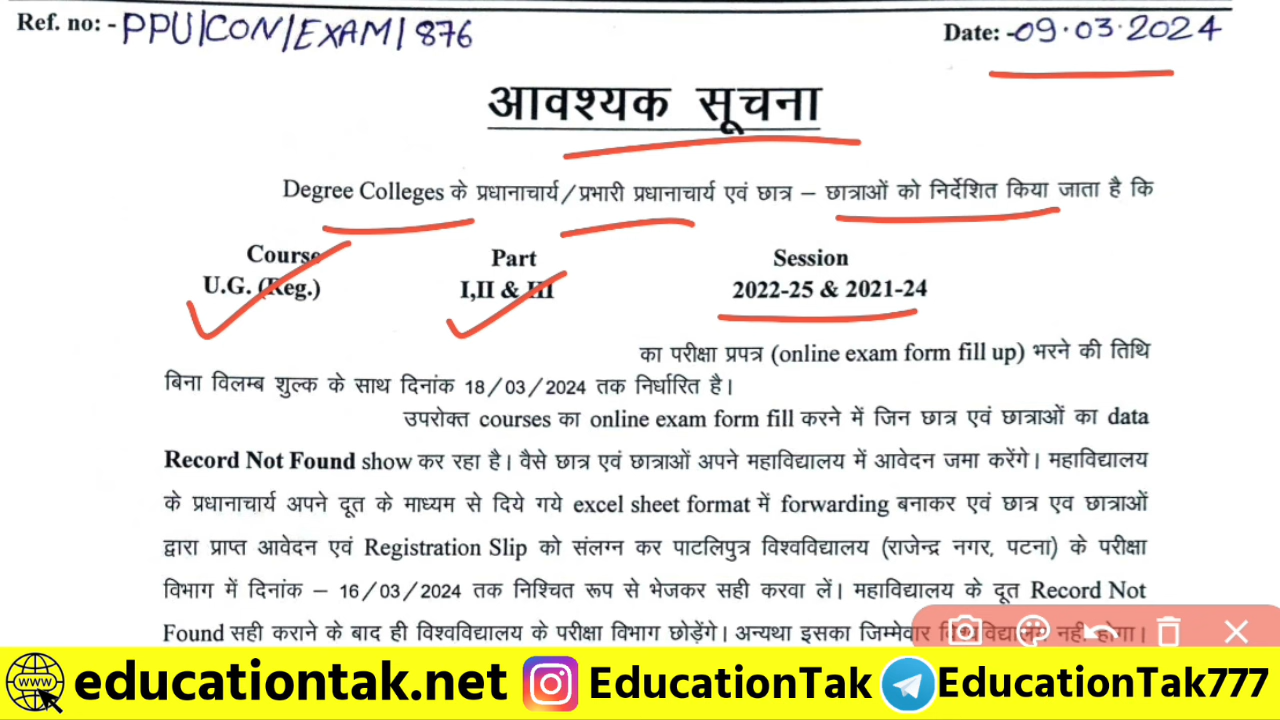 Ref. no: - PPU/CON/EXAM/876 Date: -09.03.2024
आवश्यक सूचना
Degree Colleges के प्रधानाचार्य/प्रभारी प्रधानाचार्य एवं छात्र – छात्राओं को निर्देशित किया जाता है कि
Course Part Session
U.G. (Reg.) I,II & III 2022-25 & 2021-24
का परीक्षा प्रपत्र (online exam form fill up) भरने की तिथि
बिना विलम्ब शुल्क के साथ दिनांक 18/03/2024 तक निर्धारित है।
उपरोक्त courses का online exam form fill करने में जिन छात्र एवं छात्राओं का data
Record Not Found show कर रहा है। वैसे छात्र एवं छात्राओं अपने महाविद्यालय में आवेदन जमा करेंगे। महाविद्यालय
के प्रधानाचार्य अपने दूत के माध्यम से दिये गये excel sheet format में forwarding बनाकर एवं छात्र एव छात्राओं
द्वारा प्राप्त आवेदन एवं Registration Slip को संलग्न कर पाटलिपुत्र विश्वविद्यालय (राजेन्द्र नगर, पटना) के परीक्षा
विभाग में दिनांक – 16/03/2024 तक निश्चित रूप से भेजकर सही करवा लें। महाविद्यालय के दूत Record Not
Found सही कराने के बाद ही विश्वविद्यालय के परीक्षा विभाग छोड़ेंगे। अन्यथा इसका जिम्मेवार विश्वविद्यालय नहीं होगा।
www educationtak.net EducationTak EducationTak777